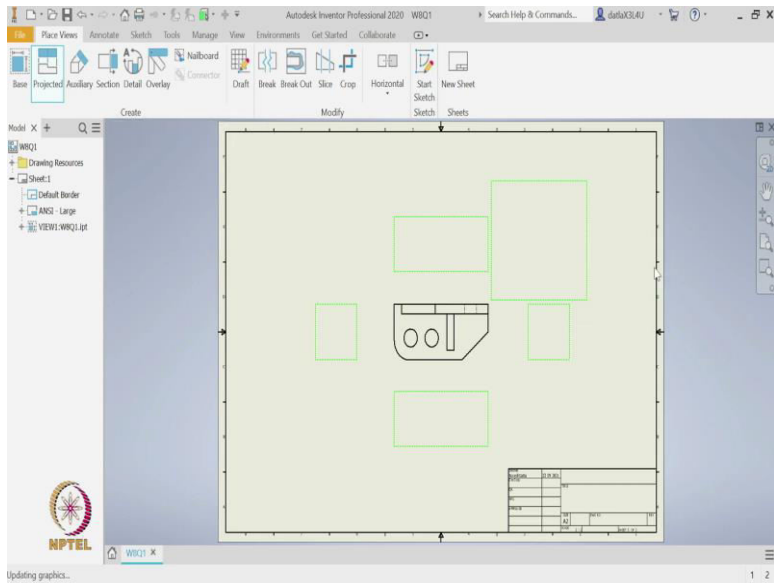 Autodesk Inventor Professional 2020 W8Q1
Search Help & Commands...
datlaX3L4U
File Place Views Annotate Sketch Tools Manage View Environments Get Started Collaborate
Base Projected Auxiliary Section Detail Overlay
Nailboard
Connector
Draft Break Break Out Slice Crop
Horizontal
Start
Sketch
New Sheet
Create Modify Sketch Sheets
Model
W8Q1
Drawing Resources
Sheet:1
Default Border
ANSI - Large
VIEW1:W8Q1.ipt
A2
NPTEL
W8Q1
Updating graphics...
1 2